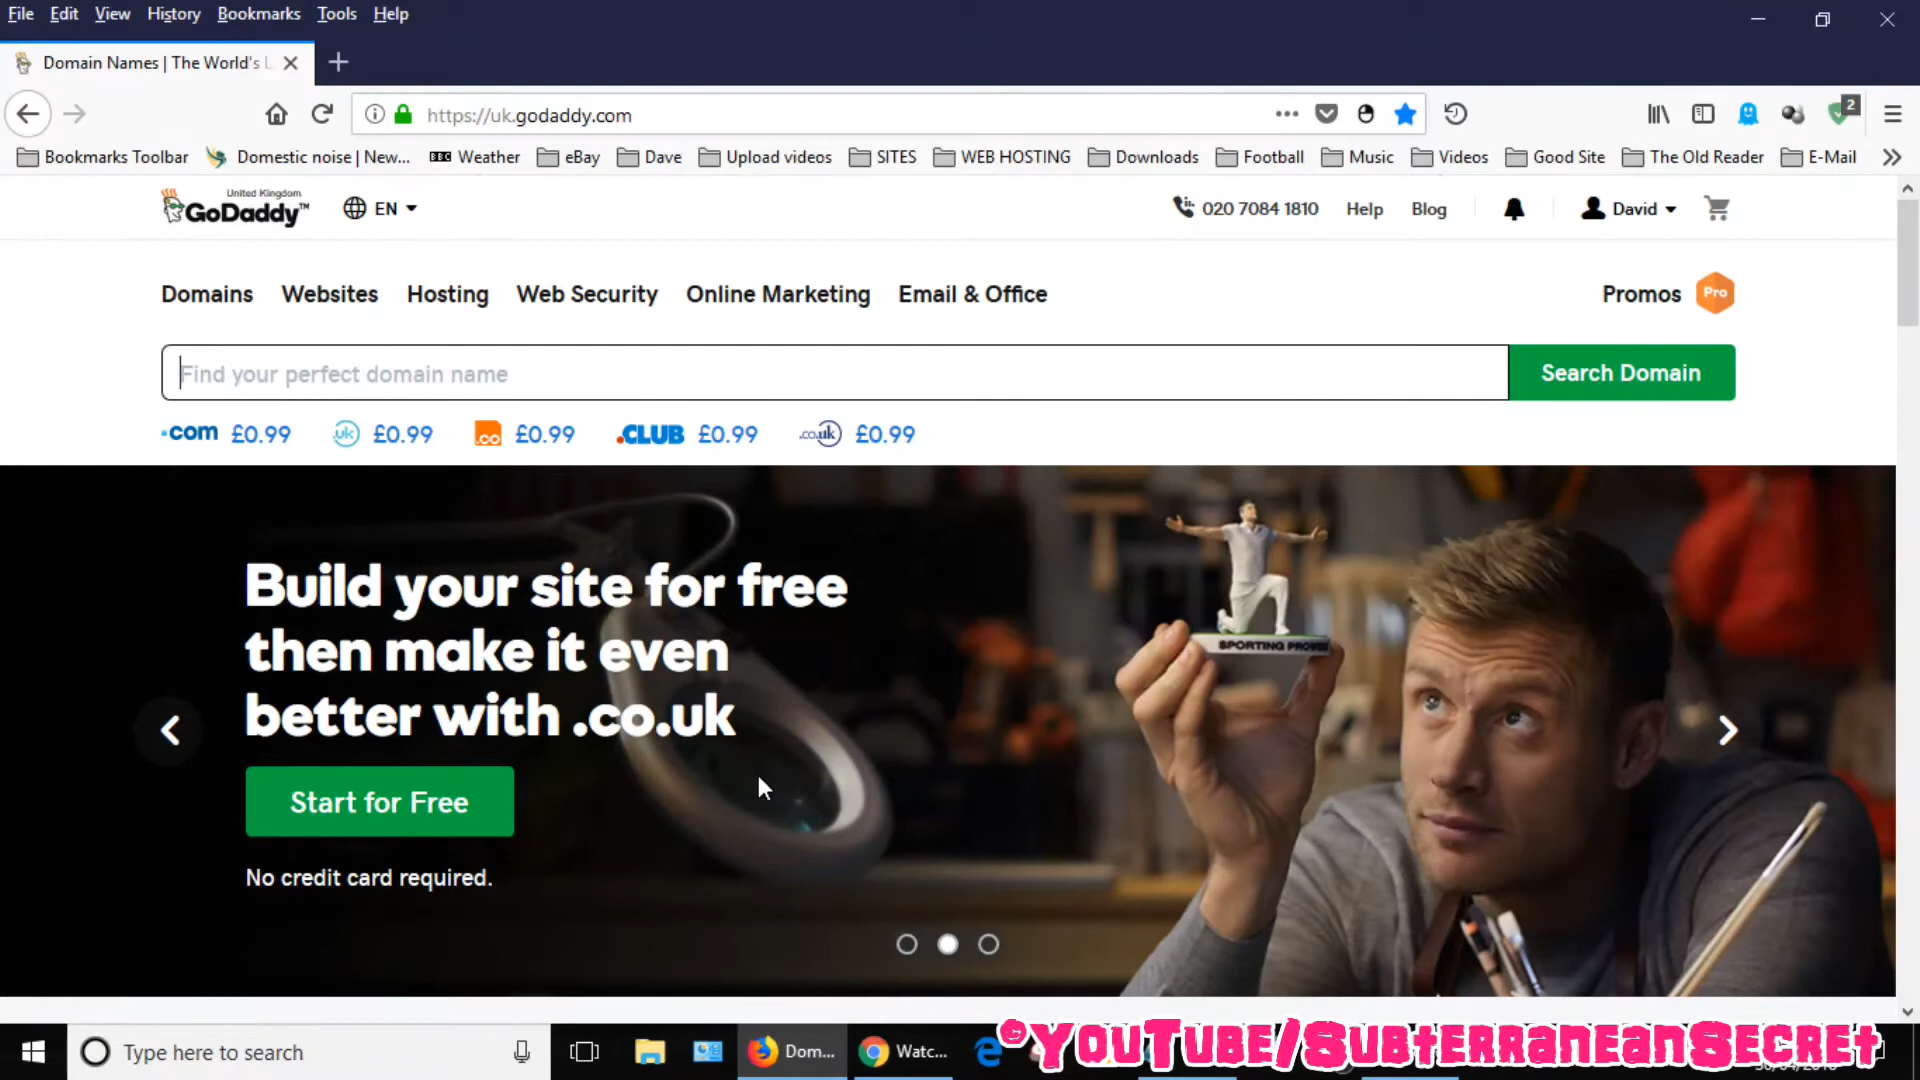 File Edit View History Bookmarks Tools Help
Domain Names | The World's L
https://uk.godaddy.com
2
Bookmarks Toolbar Domestic noise | New... BBC Weather eBay Dave Upload videos SITES WEB HOSTING Downloads Football Music Videos Good Site The Old Reader E-Mail
United Kingdom
GoDaddy™ EN 020 7084 1810 Help Blog David
Domains Websites Hosting Web Security Online Marketing Email & Office Promos Pro
Find your perfect domain name Search Domain
.com £0.99 .uk £0.99 .co £0.99 .CLUB £0.99 .co.uk £0.99
SPORTING
Build your site for free
then make it even
better with .co.uk
Start for Free
No credit card required.
Type here to search Dom... Watc...
©YouTube/SubterraneanSecret